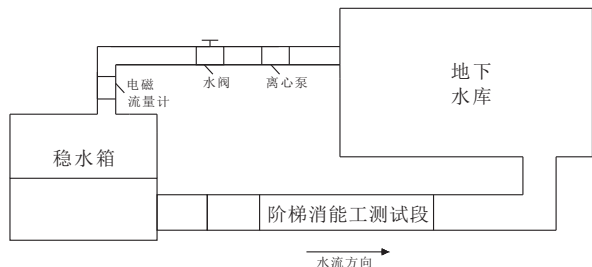 地下
水库
电磁
流量计
水阀
离心泵
稳水箱
阶梯消能工测试段
水流方向